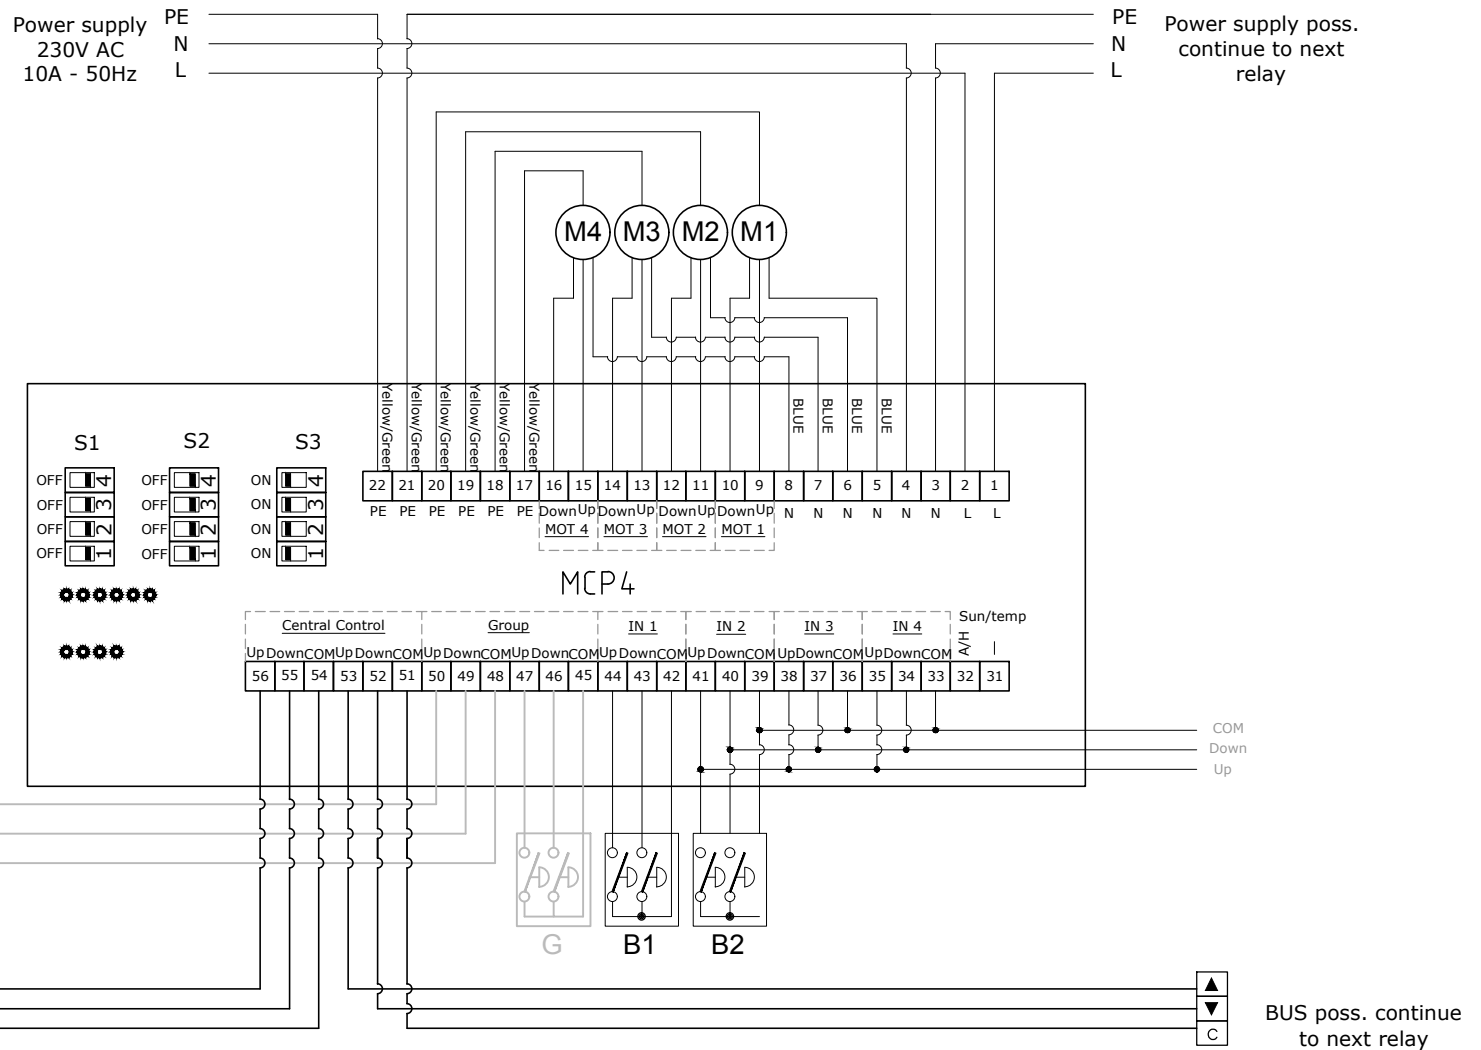 Power supply
230V AC
10A - 50Hz
PE
N
L
PE
N
L
Power supply poss.
continue to next
relay
M4 M3 M2 M1
Yellow/Green Yellow/Green Yellow/Green Yellow/Green Yellow/Green Yellow/Green
BLUE BLUE BLUE BLUE
S1 S2 S3
OFF 4 OFF 4 ON 4
OFF 3 OFF 3 ON 3
OFF 2 OFF 2 ON 2
OFF 1 OFF 1 ON 1
22 21 20 19 18 17 16 15 14 13 12 11 10 9 8 7 6 5 4 3 2 1
PE PE PE PE PE PE Down Up Down Up Down Up Down Up N N N N N N L L
MOT 4 MOT 3 MOT 2 MOT 1
MCP4
Central Control Group IN 1 IN 2 IN 3 IN 4 Sun/temp
Up Down COM Up Down COM Up Down COM Up Down COM Up Down COM Up Down COM Up Down COM Up Down COM A/H —
56 55 54 53 52 51 50 49 48 47 46 45 44 43 42 41 40 39 38 37 36 35 34 33 32 31
COM
Down
Up
G B1 B2
▲
▼
C
BUS poss. continue
to next relay